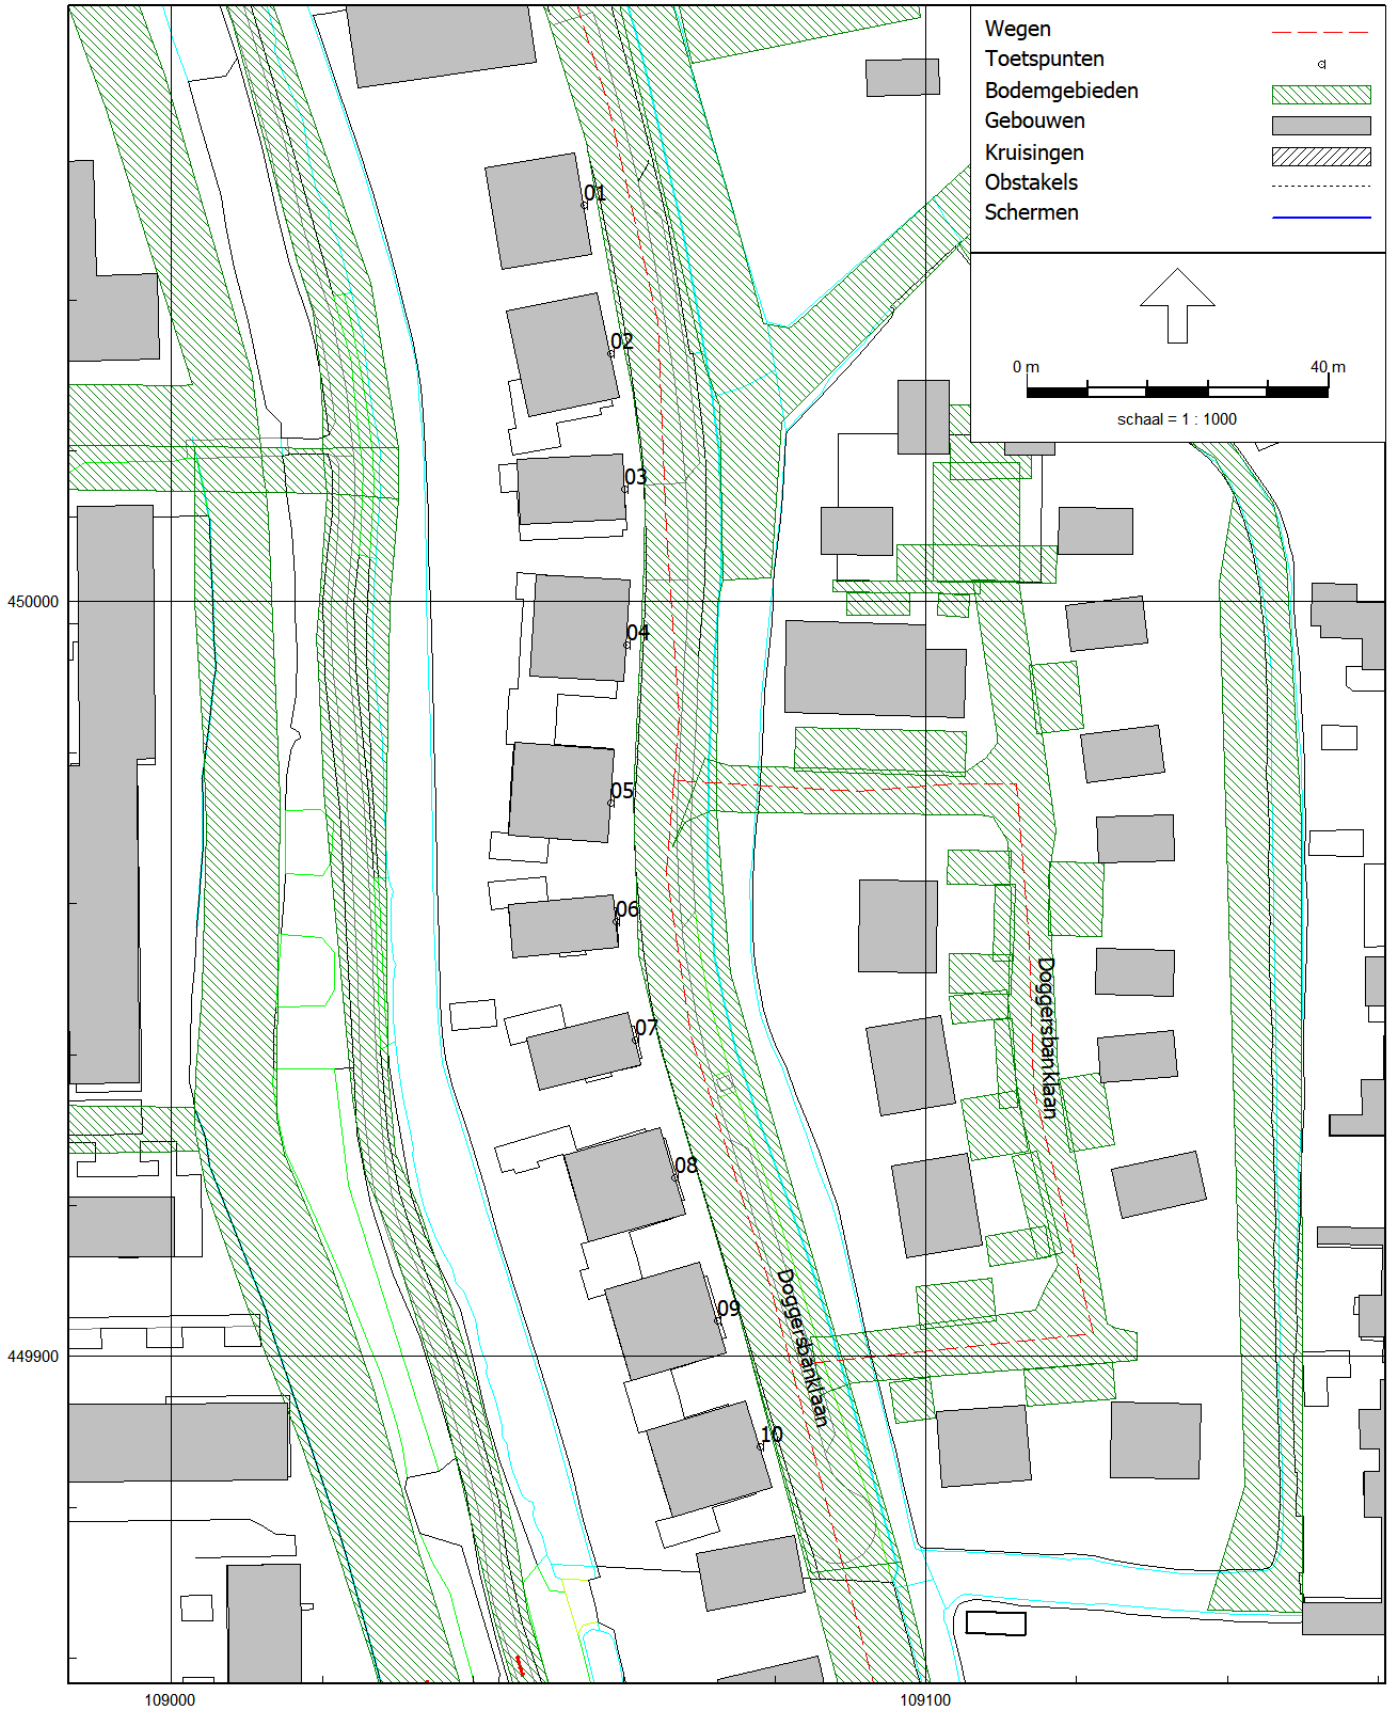 Wegen
Toetspunten
Bodemgebieden
Gebouwen
Kruisingen
Obstakels
Schermen
0 m
40 m
schaal = 1 : 1000
01
02
03
450000
04
05
06
Doggersbanklaan
07
08
Doggersbanklaan
09
449900
10
109000
109100